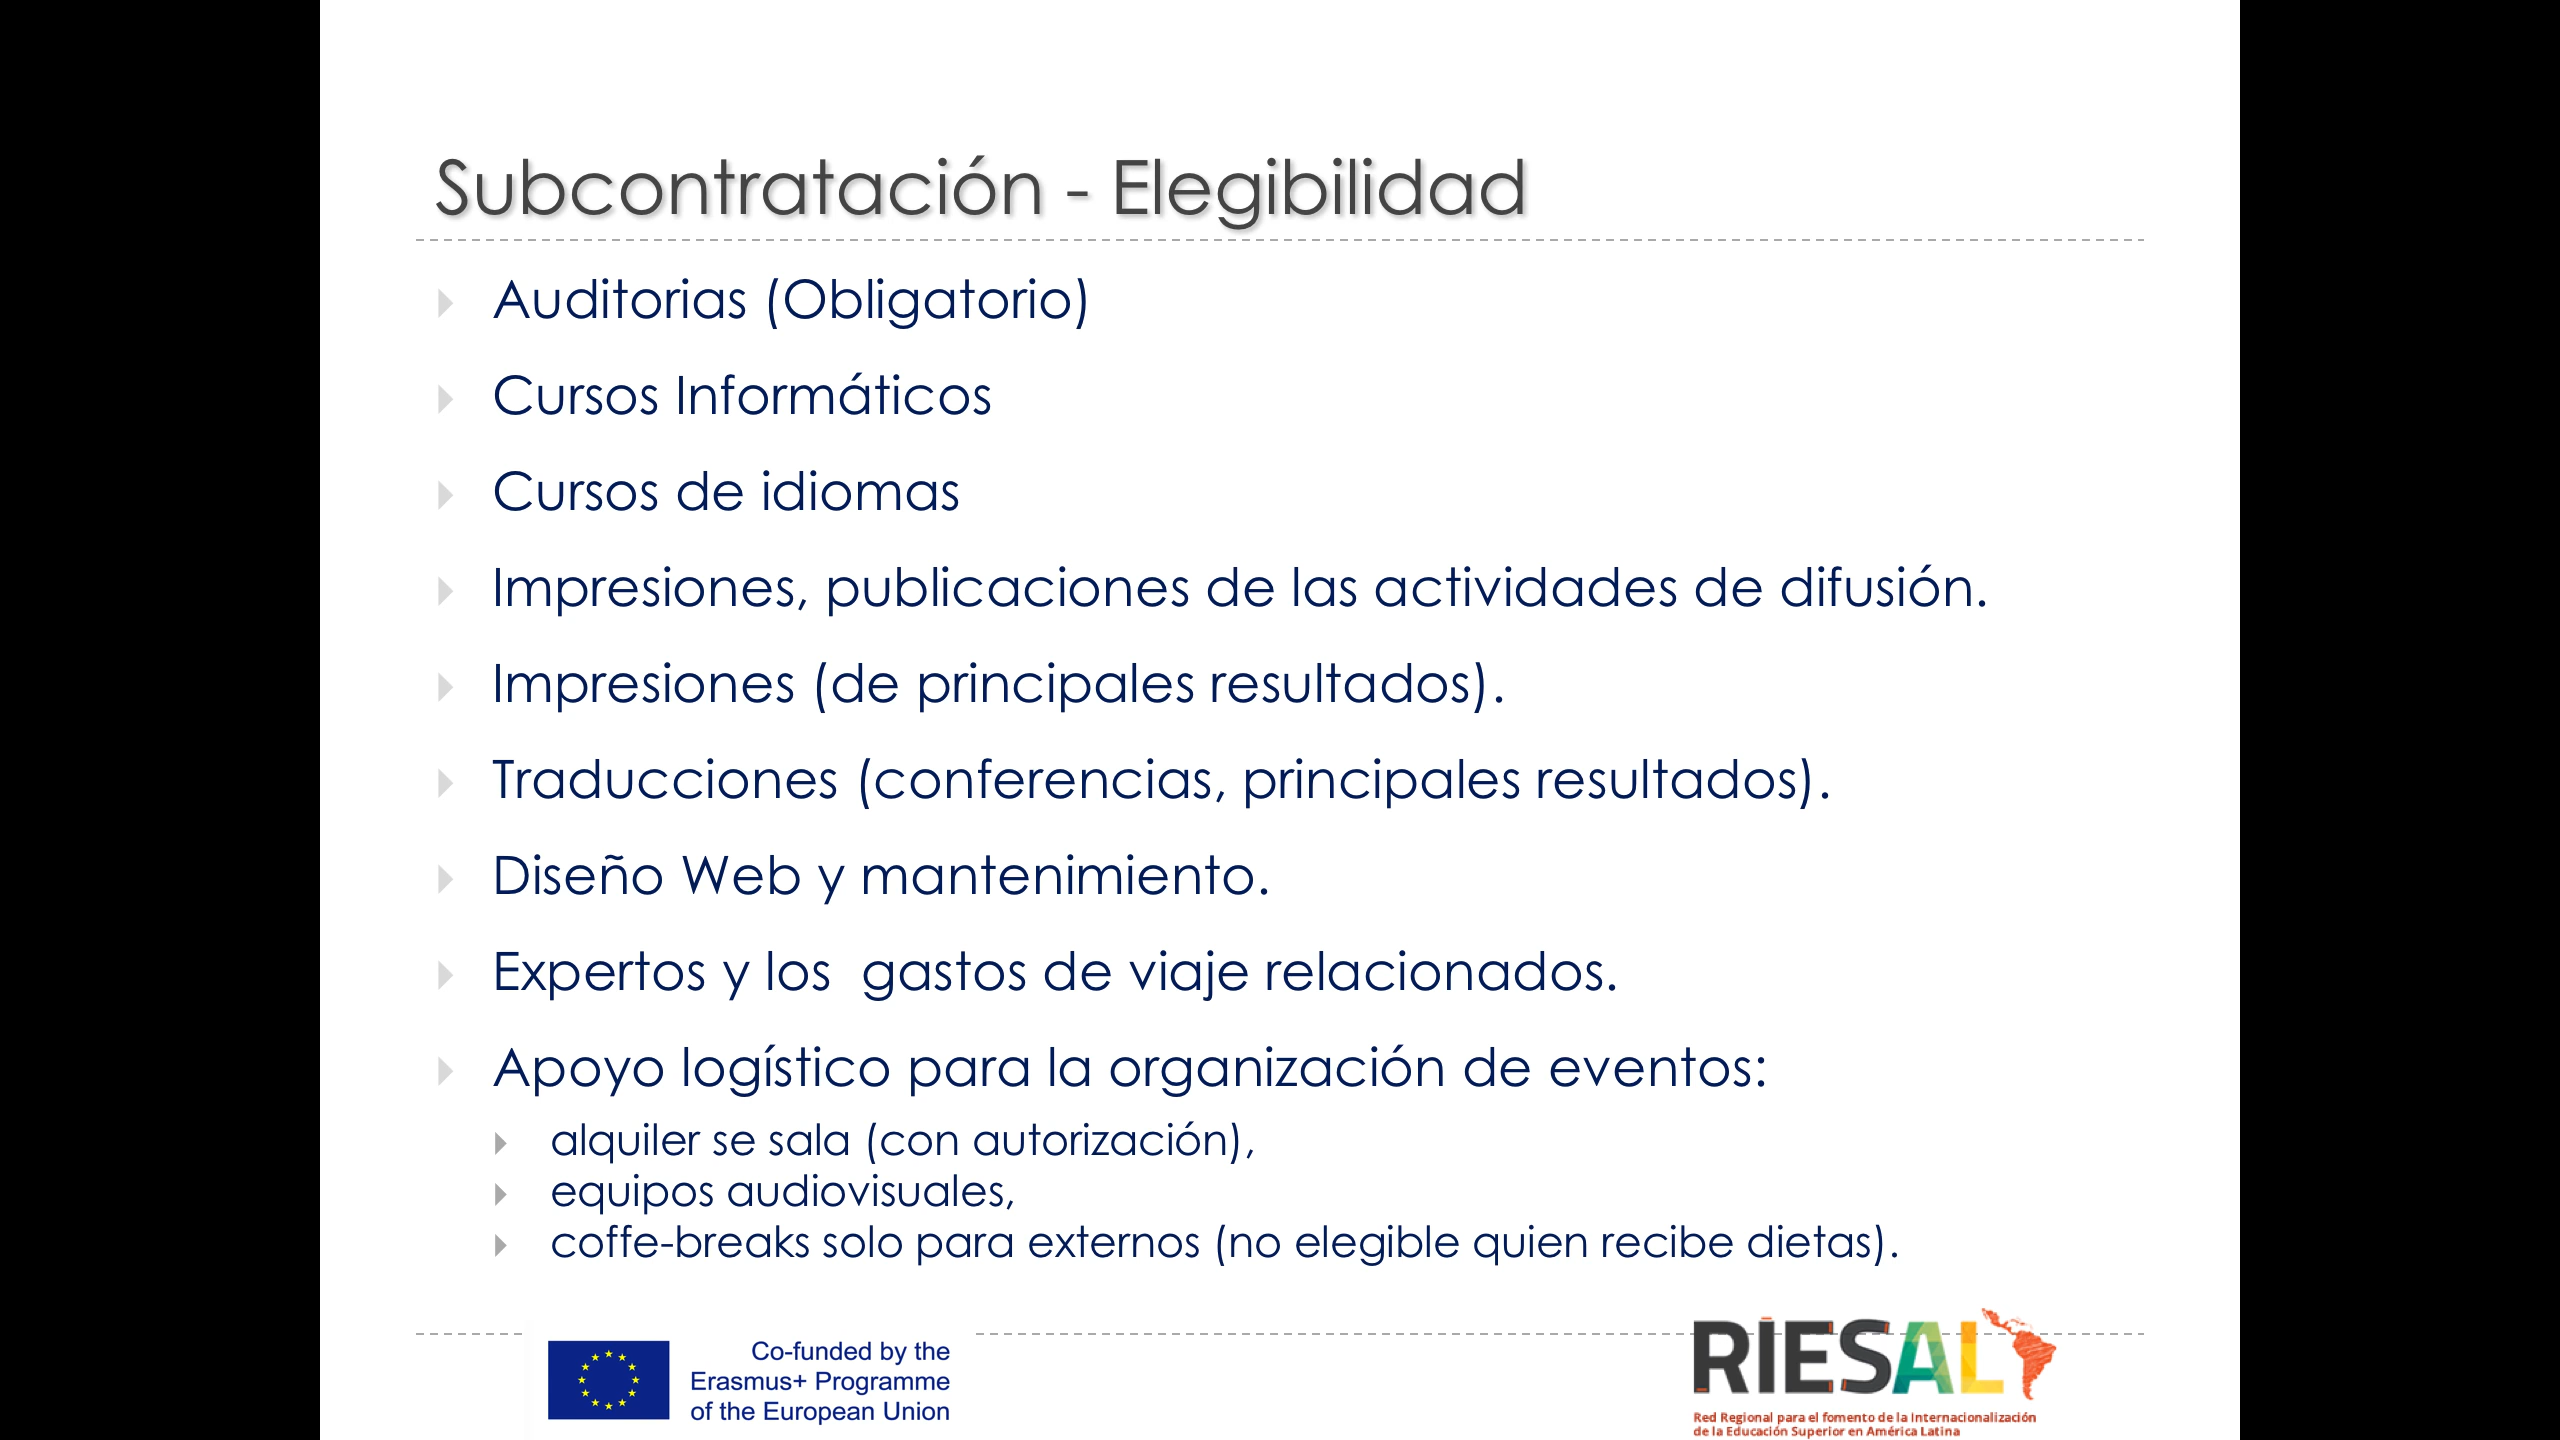 Subcontratación - Elegibilidad
Auditorias (Obligatorio)
Cursos Informáticos
Cursos de idiomas
Impresiones, publicaciones de las actividades de difusión.
Impresiones (de principales resultados).
Traducciones (conferencias, principales resultados).
Diseño Web y mantenimiento.
Expertos y los  gastos de viaje relacionados.
Apoyo logístico para la organización de eventos:
alquiler se sala (con autorización),
equipos audiovisuales,
coffe-breaks solo para externos (no elegible quien recibe dietas).
Co-funded by the
Erasmus+ Programme
of the European Union
RIESAL
Red Regional para el fomento de la Internacionalización
de la Educación Superior en América Latina